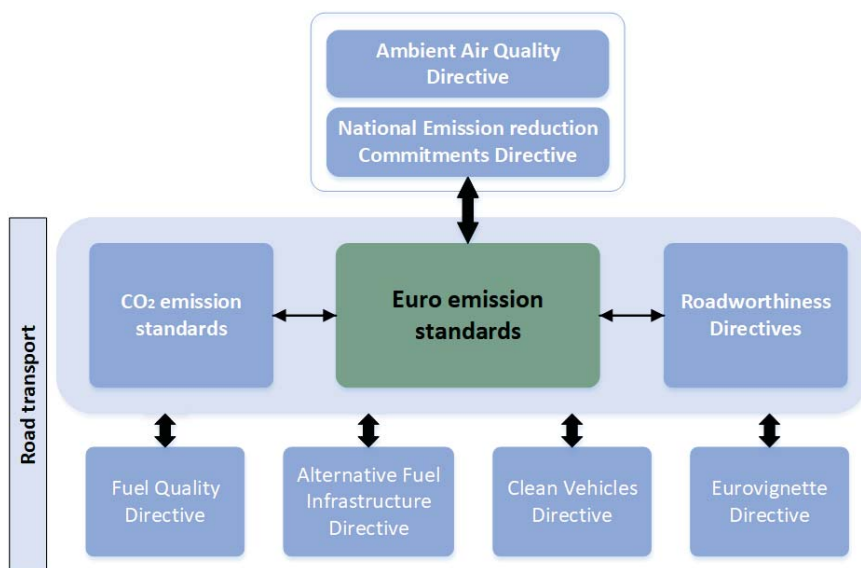 Ambient Air Quality
Directive
National Emission reduction
Commitments Directive
Road transport
CO₂ emission
standards
Euro emission
standards
Roadworthiness
Directives
Fuel Quality
Directive
Alternative Fuel
Infrastructure
Directive
Clean Vehicles
Directive
Eurovignette
Directive